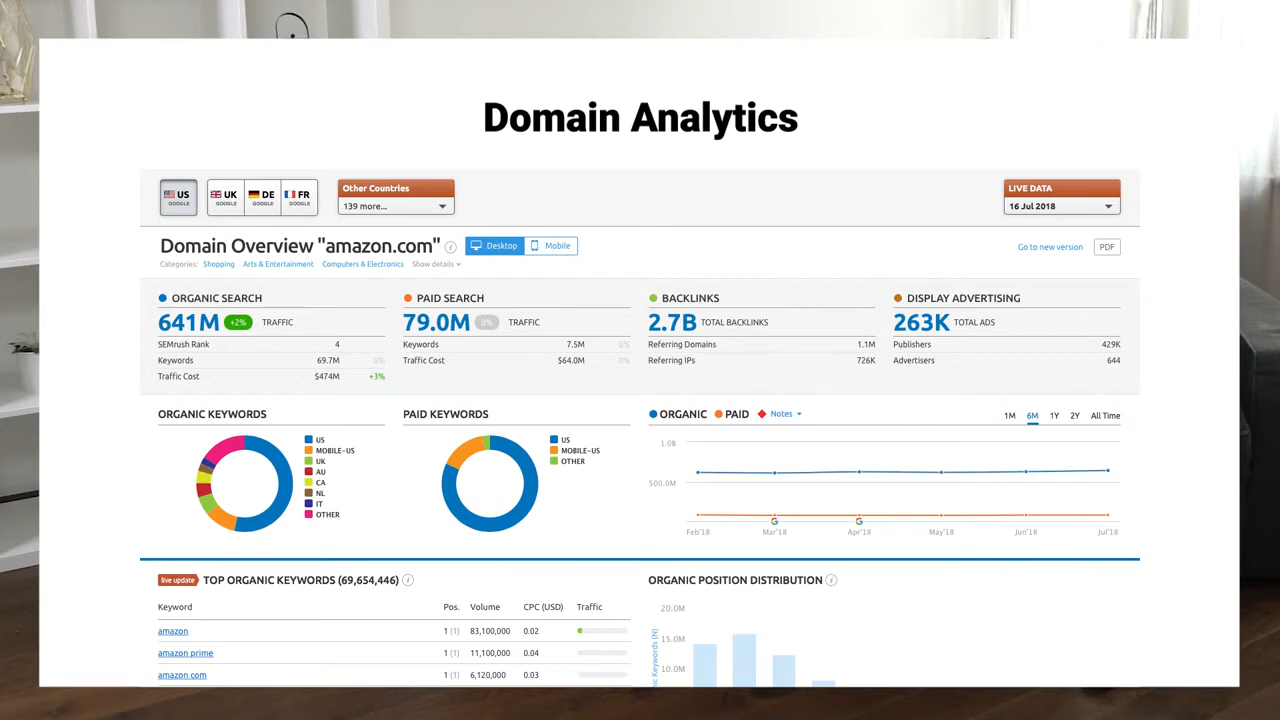 Domain Analytics
US GOOGLE
UK GOOGLE
DE GOOGLE
FR GOOGLE
Other Countries
139 more...
LIVE DATA
16 Jul 2018
Domain Overview "amazon.com" i
Desktop
Mobile
Go to new version
PDF
Categories: Shopping Arts & Entertainment Computers & Electronics Show details
ORGANIC SEARCH
641M +2% TRAFFIC
SEMrush Rank 4
Keywords 69.7M 0%
Traffic Cost $474M +3%
PAID SEARCH
79.0M 0% TRAFFIC
Keywords 7.5M 0%
Traffic Cost $64.0M 0%
BACKLINKS
2.7B TOTAL BACKLINKS
Referring Domains 1.1M
Referring IPs 726K
DISPLAY ADVERTISING
263K TOTAL ADS
Publishers 429K
Advertisers 644
ORGANIC KEYWORDS
US
MOBILE-US
UK
AU
CA
NL
IT
OTHER
PAID KEYWORDS
US
MOBILE-US
OTHER
ORGANIC PAID Notes
1M 6M 1Y 2Y All Time
1.0B
500.0M
G G
Feb'18 Mar'18 Apr'18 May'18 Jun'18 Jul'18
live update TOP ORGANIC KEYWORDS (69,654,446) i
Keyword Pos. Volume CPC (USD) Traffic
amazon 1 (1) 83,100,000 0.02
amazon prime 1 (1) 11,100,000 0.04
amazon com 1 (1) 6,120,000 0.03
ORGANIC POSITION DISTRIBUTION i
20.0M
15.0M
10.0M
Keywords (N)